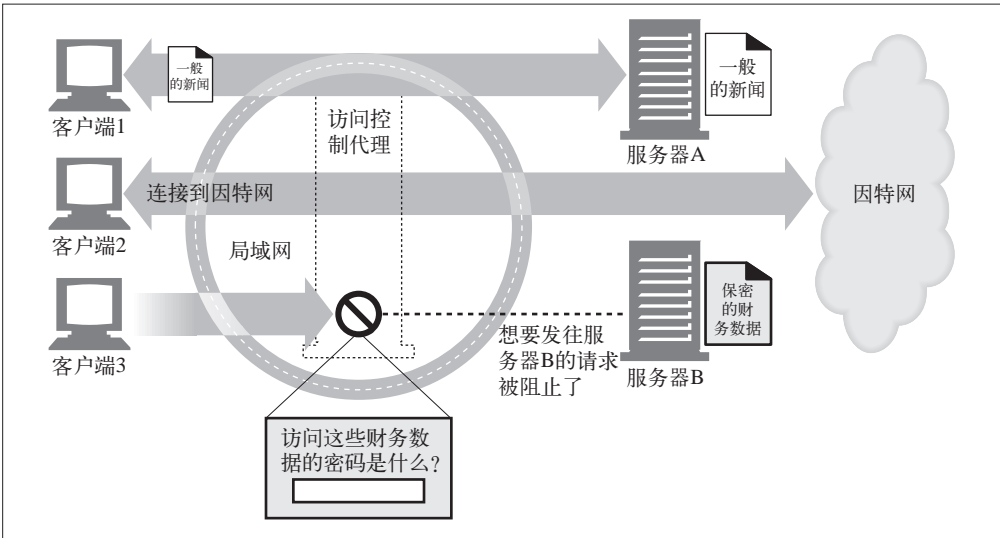 一般
的新闻
客户端1
访问控
制代理
服务器A
一般
的新闻
连接到因特网
客户端2
因特网
局域网
客户端3
想要发往服
务器B的请求
被阻止了
服务器B
保密
的财
务数据
访问这些财务数
据的密码是什么?